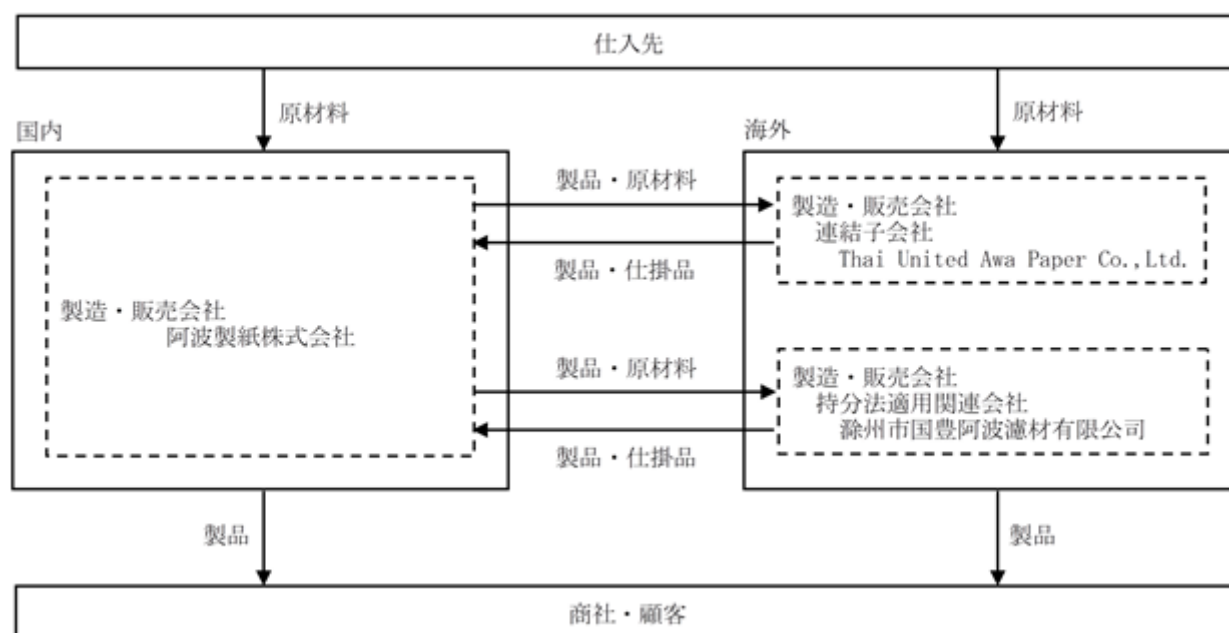 仕入先
原材料
原材料
国内
海外
製造・販売会社
阿波製紙株式会社
製品・原材料
製品・仕掛品
製品・原材料
製品・仕掛品
製造・販売会社
連結子会社
Thai United Awa Paper Co.,Ltd.
製造・販売会社
持分法適用関連会社
滁州市国豊阿波濾材有限公司
製品
製品
商社・顧客